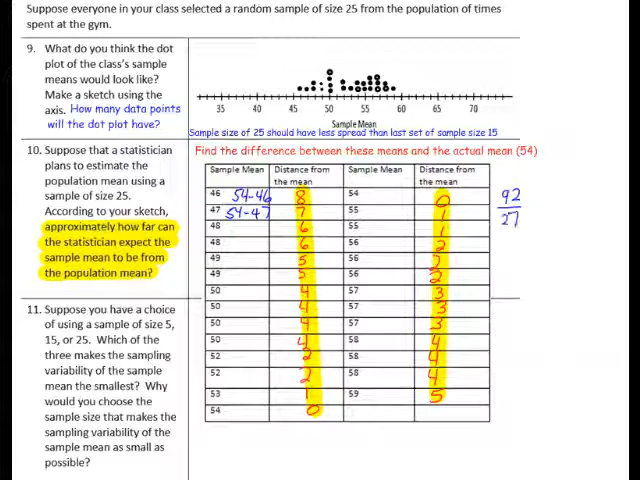 Suppose everyone in your class selected a random sample of size 25 from the population of times
spent at the gym.
9. What do you think the dot
plot of the class's sample
means would look like?
Make a sketch using the
axis. How many data points
will the dot plot have?
35 40 45 50 55 60 65 70
Sample Mean
Sample size of 25 should have less spread than last set of sample size 15
10. Suppose that a statistician
plans to estimate the
population mean using a
sample of size 25.
According to your sketch,
approximately how far can
the statistician expect the
sample mean to be from
the population mean?
Find the difference between these means and the actual mean (54)
Sample Mean Distance from the mean Sample Mean Distance from the mean
46 54-46 8 54 0
47 54-47 7 55 1
48 6 55 1
48 6 56 2
49 5 56 2
49 5 56 2
50 4 57 3
50 4 57 3
50 4 57 3
50 4 58 4
52 2 58 4
52 2 58 4
53 1 59 5
54 0
92
27
11. Suppose you have a choice
of using a sample of size 5,
15, or 25. Which of the
three makes the sampling
variability of the sample
mean the smallest? Why
would you choose the
sample size that makes the
sampling variability of the
sample mean as small as
possible?